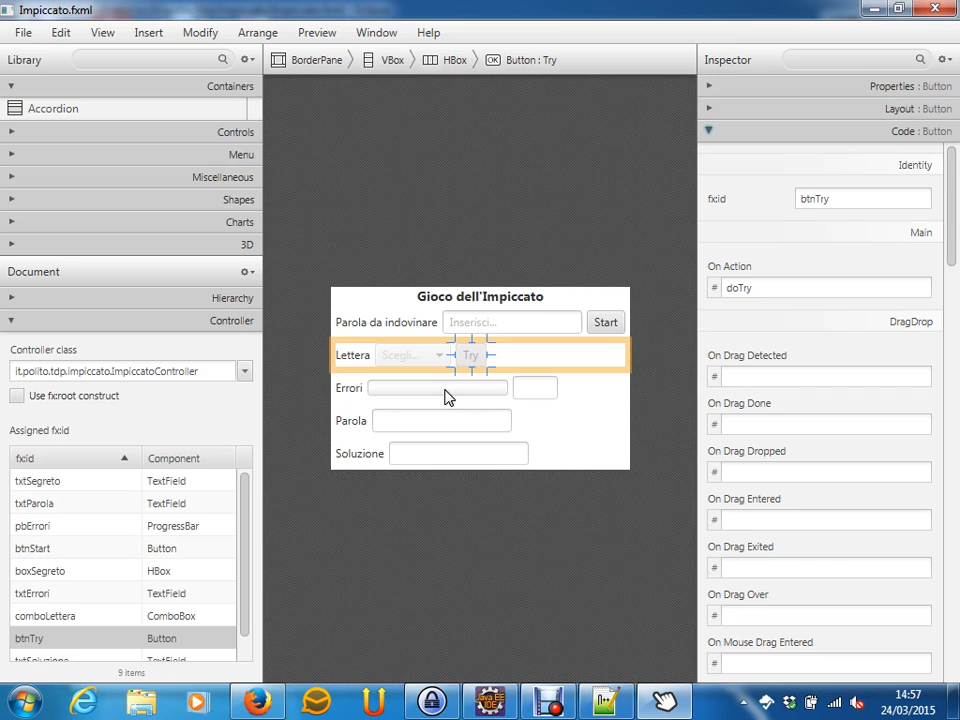 Impiccato.fxml
File Edit View Insert Modify Arrange Preview Window Help
Library
BorderPane VBox HBox OK Button : Try
Inspector
Containers
Accordion
Controls
Menu
Miscellaneous
Shapes
Charts
3D
Document
Hierarchy
Controller
Controller class
it.polito.tdp.impiccato.ImpiccatoController
Use fx:root construct
Assigned fx:id
fx:id Component
txtSegreto TextField
txtParola TextField
pbErrori ProgressBar
btnStart Button
boxSegreto HBox
txtErrori TextField
comboLettera ComboBox
btnTry Button
txtSoluzione TextField
9 items
Gioco dell'Impiccato
Parola da indovinare Inserisci... Start
Lettera Scegli... Try
Errori
Parola
Soluzione
Properties : Button
Layout : Button
Code : Button
Identity
fx:id btnTry
Main
On Action
# doTry
DragDrop
On Drag Detected
#
On Drag Done
#
On Drag Dropped
#
On Drag Entered
#
On Drag Exited
#
On Drag Over
#
On Mouse Drag Entered
#
Java EE
IDE
14:57
24/03/2015